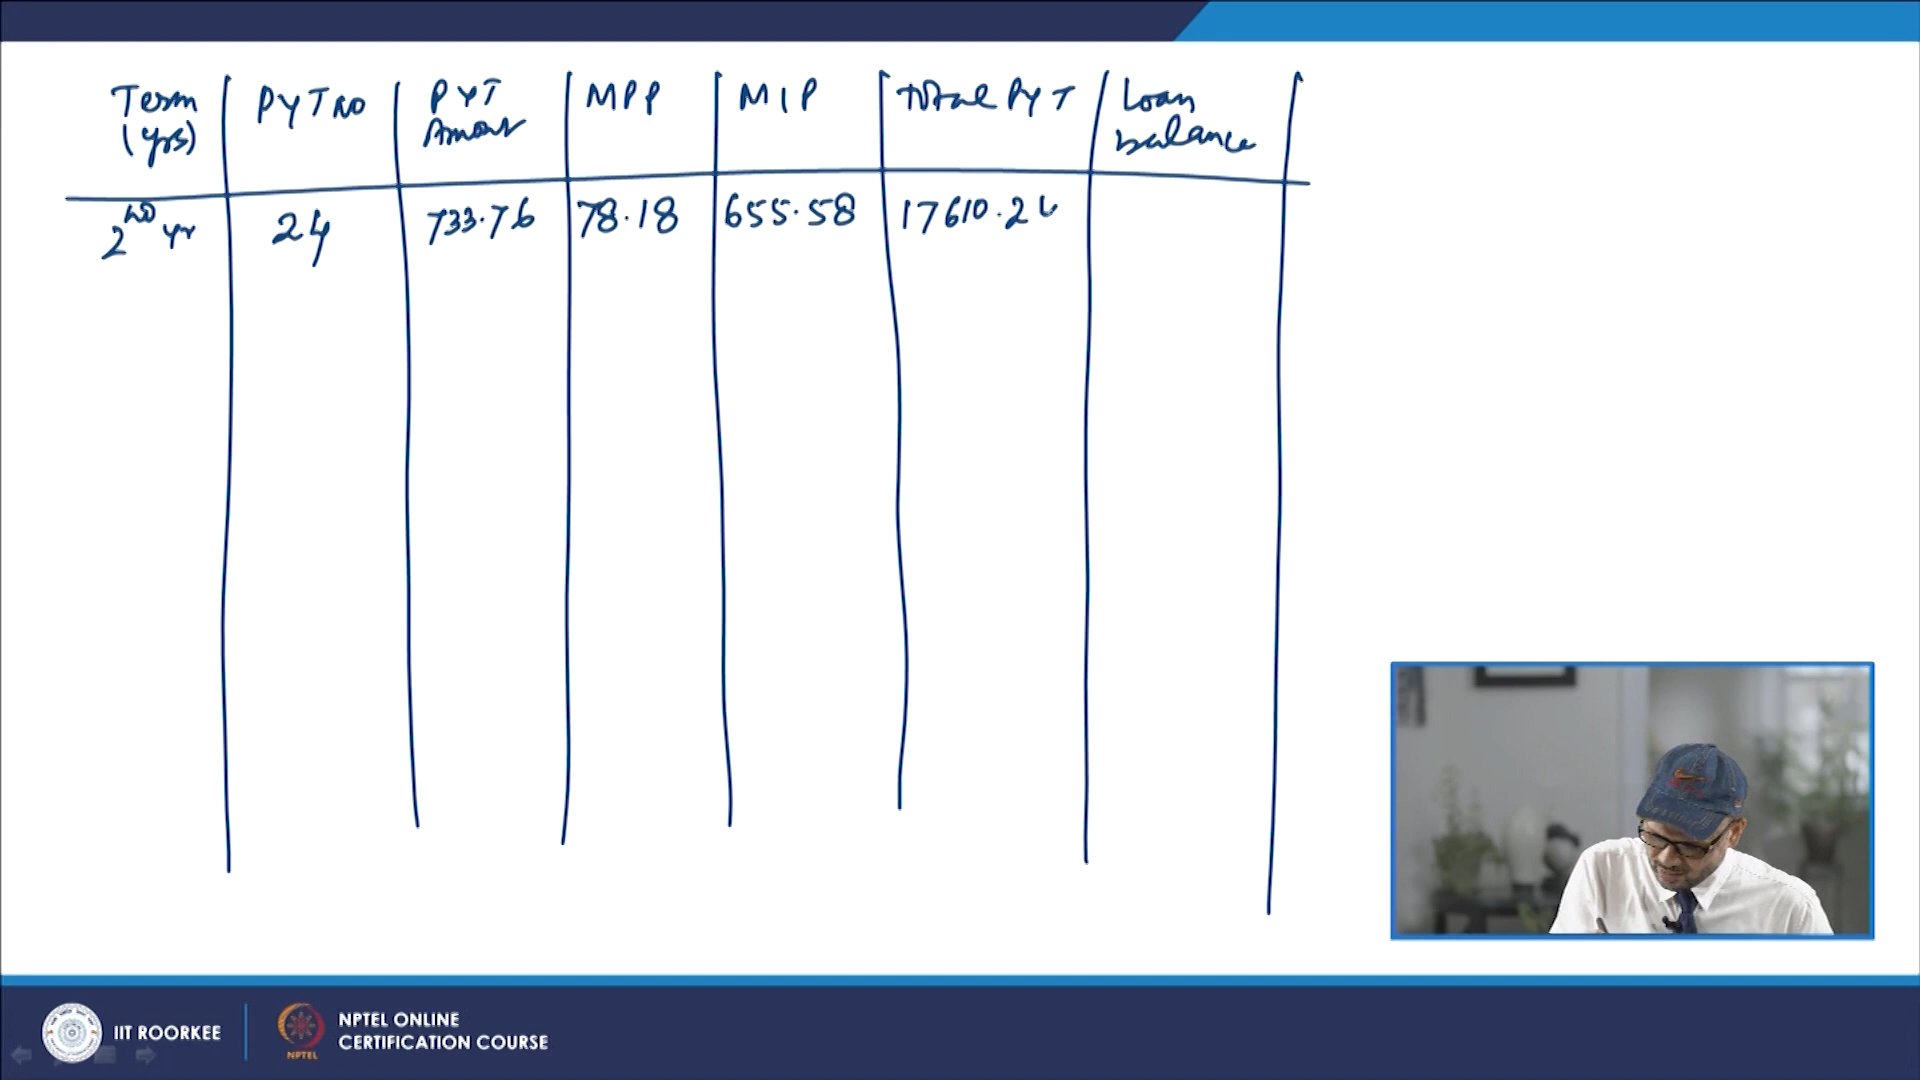 Term (yrs) PYT NO PYT Amount MPP MIP Total PYT Loan balance
2ND yr 24 733.76 78.18 655.58 17610.24
IIT ROORKEE
NPTEL
NPTEL ONLINE
CERTIFICATION COURSE